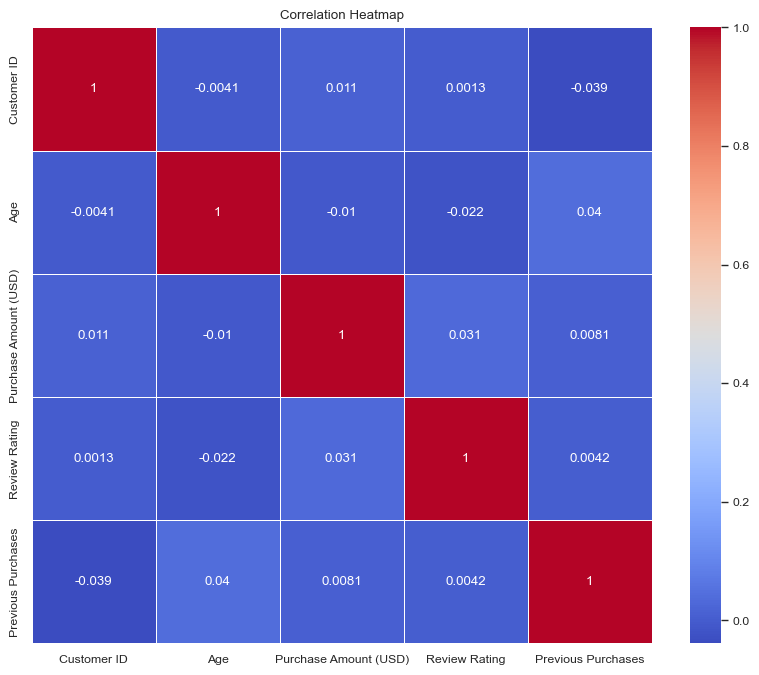 Correlation Heatmap
Customer ID
1
-0.0041
0.011
0.0013
-0.039
Age
-0.0041
1
-0.01
-0.022
0.04
Purchase Amount (USD)
0.011
-0.01
1
0.031
0.0081
Review Rating
0.0013
-0.022
0.031
1
0.0042
Previous Purchases
-0.039
0.04
0.0081
0.0042
1
Customer ID
Age
Purchase Amount (USD)
Review Rating
Previous Purchases
1.0
0.8
0.6
0.4
0.2
0.0